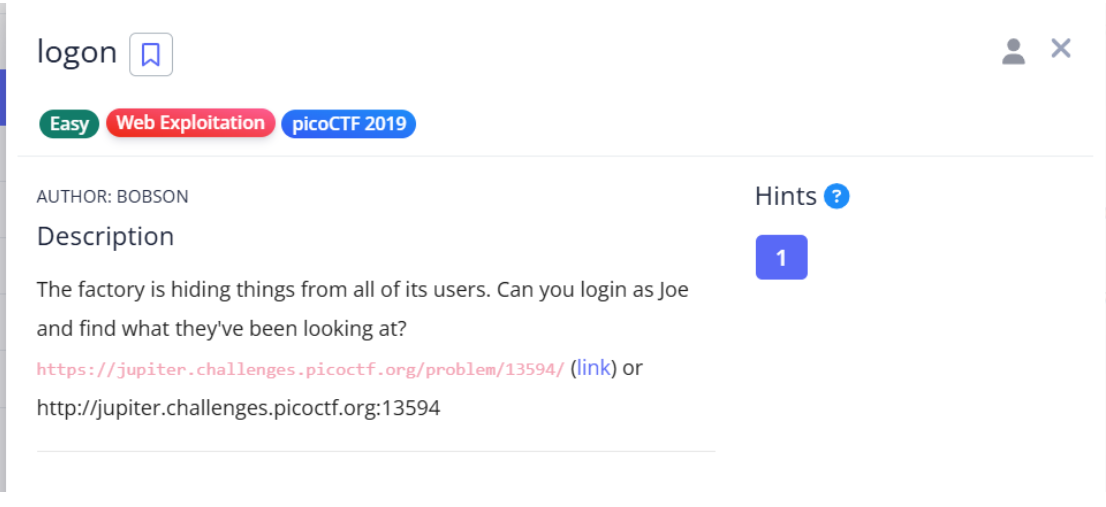 logon
Easy Web Exploitation picoCTF 2019
AUTHOR: BOBSON
Description
The factory is hiding things from all of its users. Can you login as Joe
and find what they've been looking at?
https://jupiter.challenges.picoctf.org/problem/13594/ (link) or
http://jupiter.challenges.picoctf.org:13594
Hints ?
1